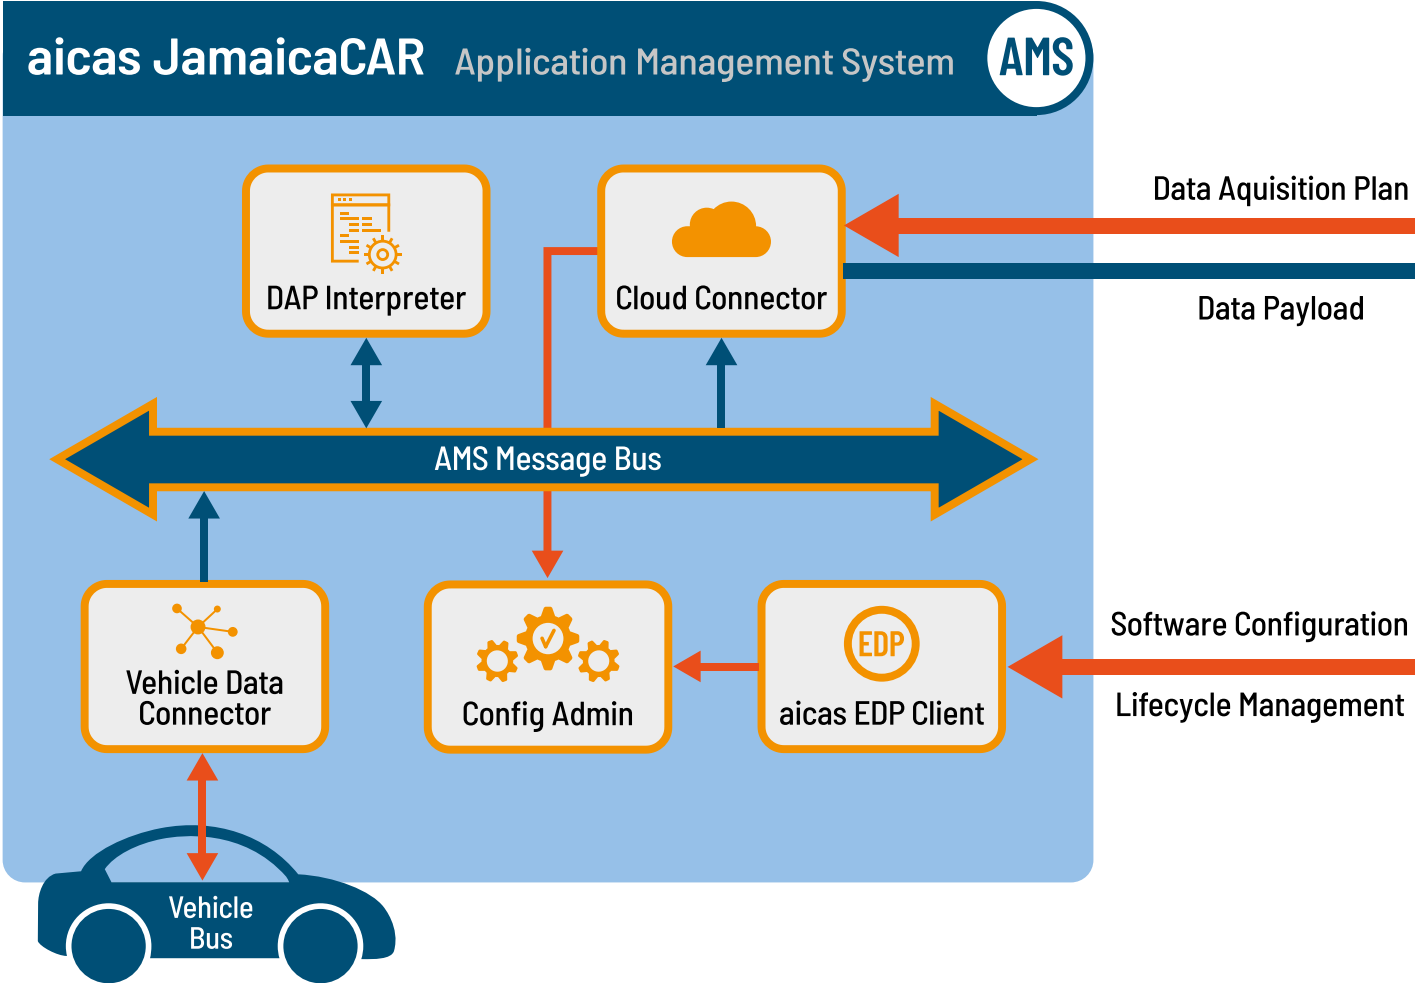 aicas JamaicaCAR Application Management System AMS
Data Aquisition Plan
DAP Interpreter
Cloud Connector
Data Payload
AMS Message Bus
Vehicle Data
Connector
Config Admin
EDP
aicas EDP Client
Software Configuration
Lifecycle Management
Vehicle
Bus